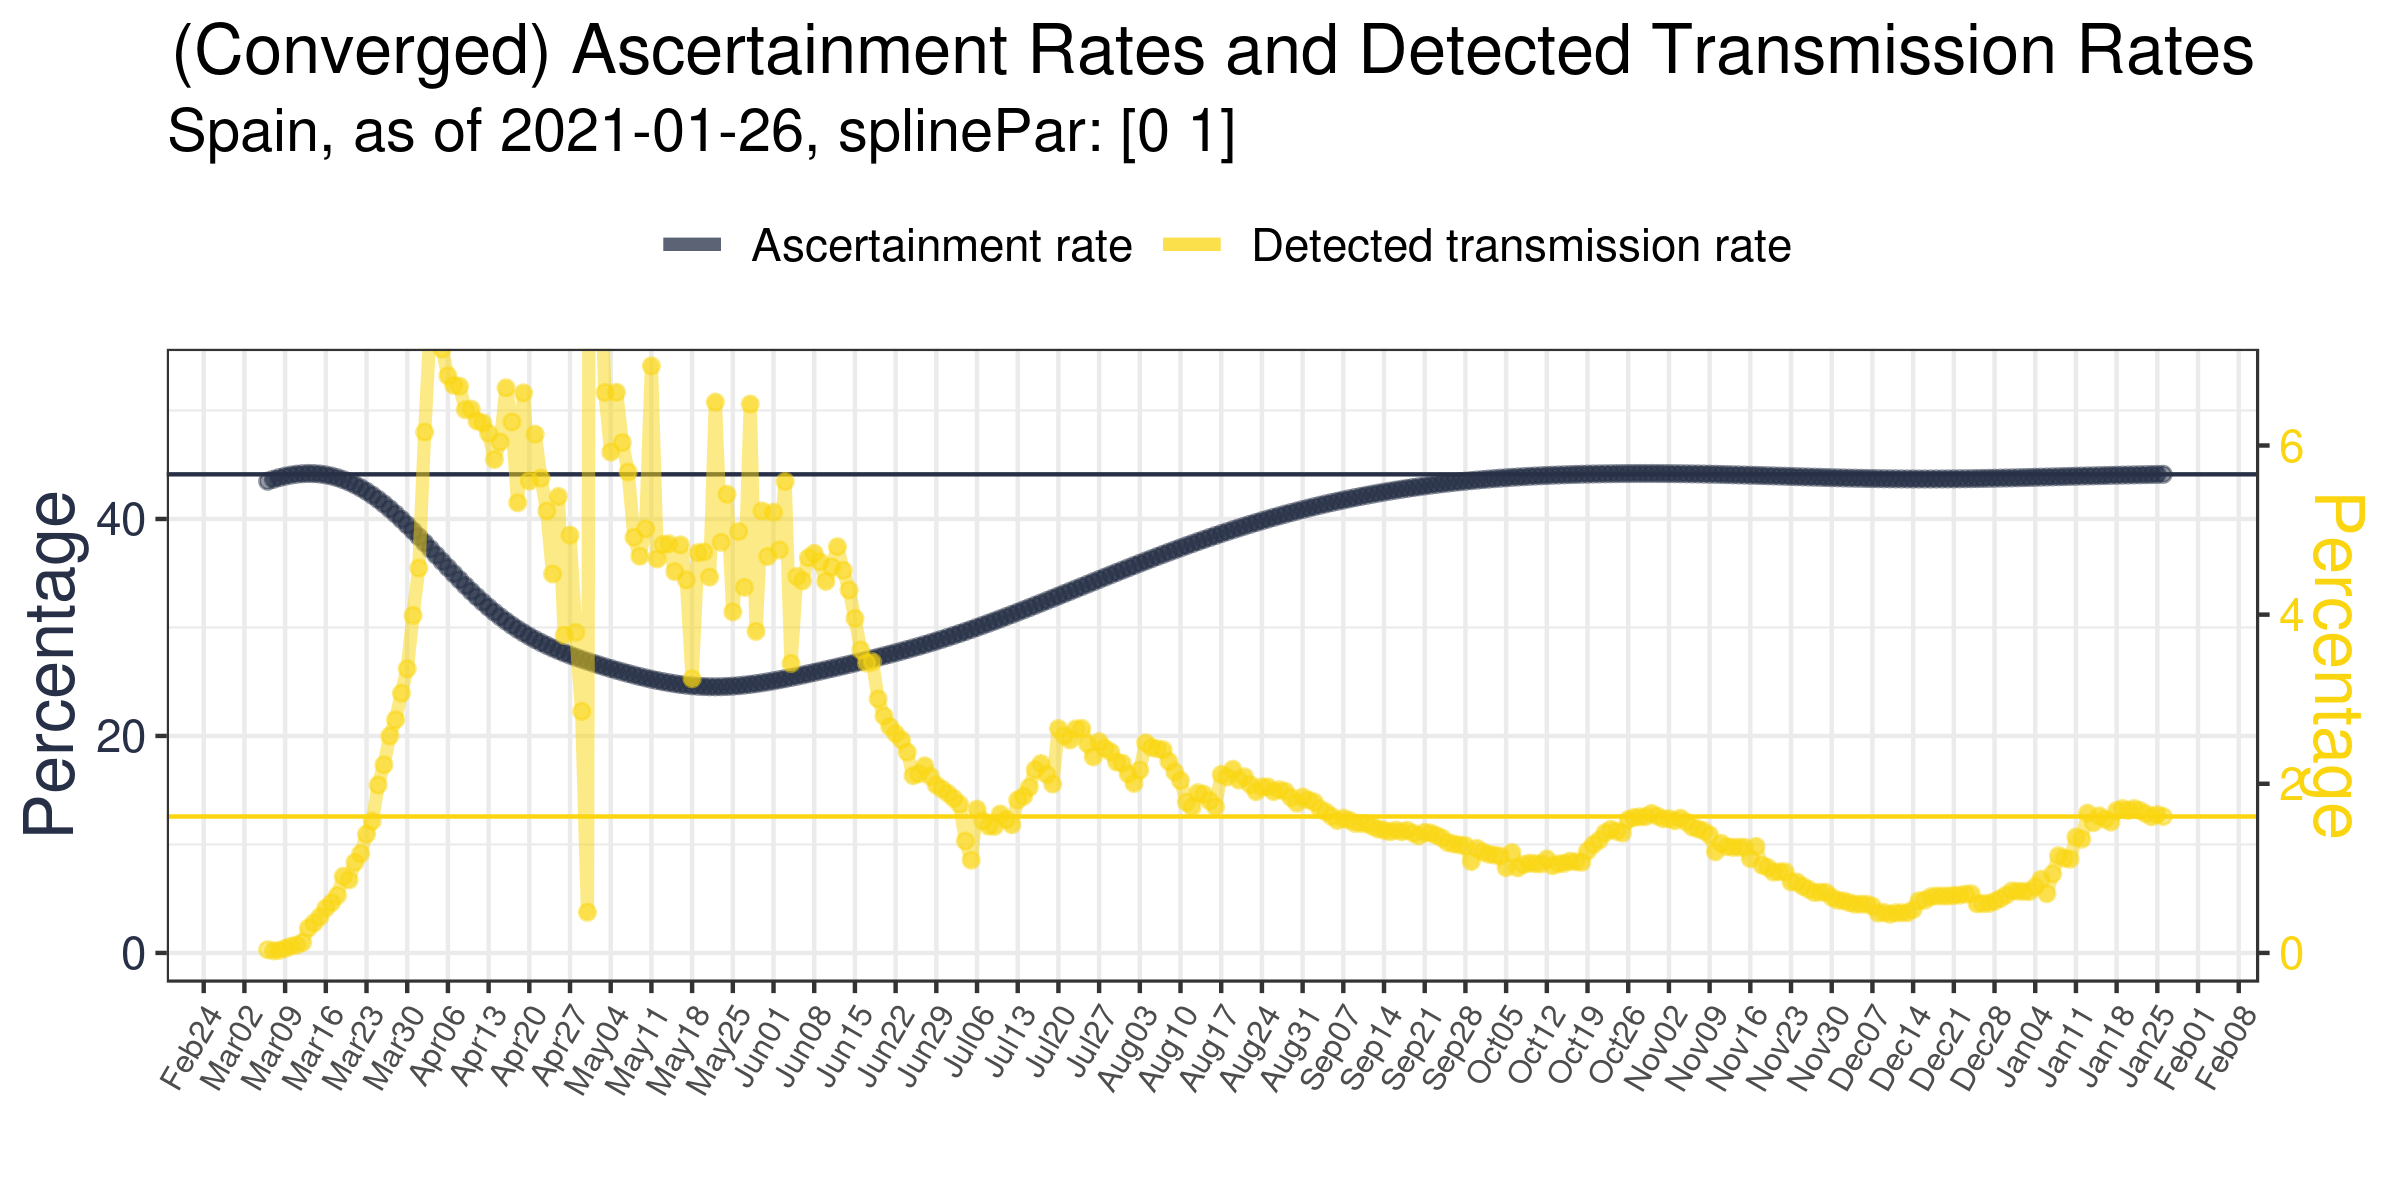 (Converged) Ascertainment Rates and Detected Transmission Rates
Spain, as of 2021-01-26, splinePar: [0 1]
Ascertainment rate Detected transmission rate
Percentage
40
20
0
6
4
2
0
Percentage
Feb24 Mar02 Mar09 Mar16 Mar23 Mar30 Apr06 Apr13 Apr20 Apr27 May04 May11 May18 May25 Jun01 Jun08 Jun15 Jun22 Jun29 Jul06 Jul13 Jul20 Jul27 Aug03 Aug10 Aug17 Aug24 Aug31 Sep07 Sep14 Sep21 Sep28 Oct05 Oct12 Oct19 Oct26 Nov02 Nov09 Nov16 Nov23 Nov30 Dec07 Dec14 Dec21 Dec28 Jan04 Jan11 Jan18 Jan25 Feb01 Feb08